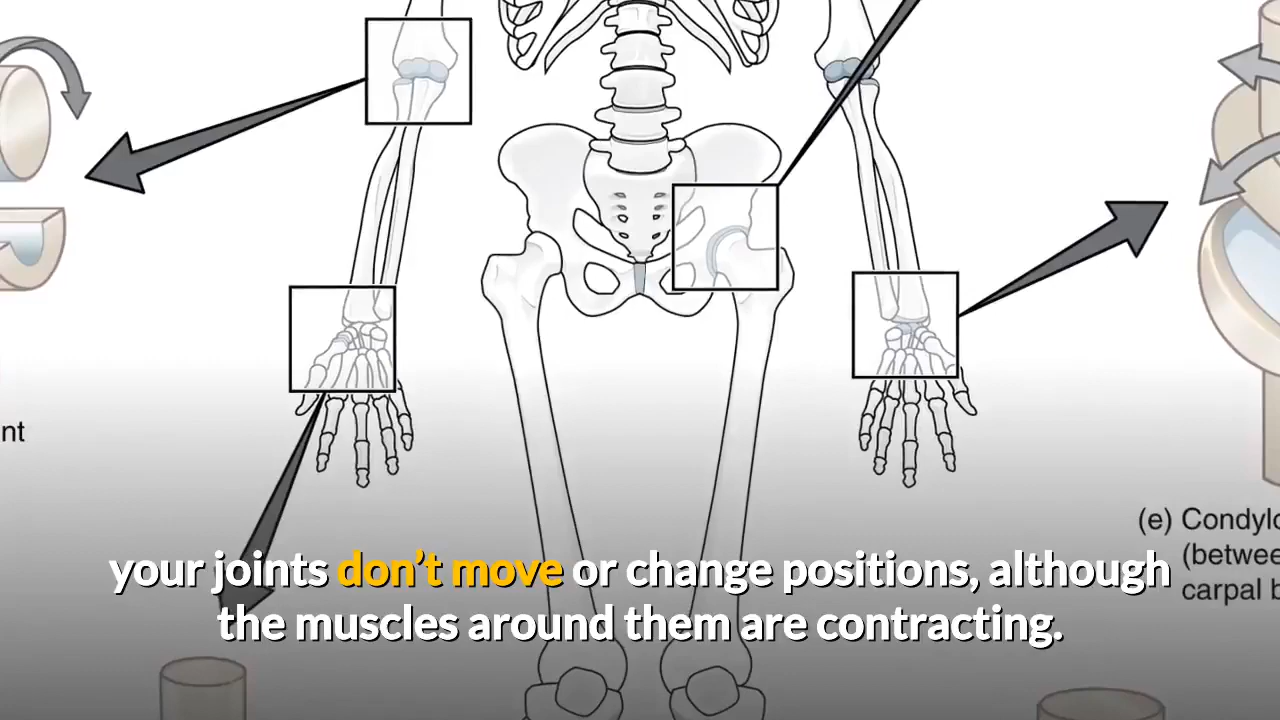 nt
(e) Condylo
(betwee
carpal b
your joints don't move or change positions, although
the muscles around them are contracting.